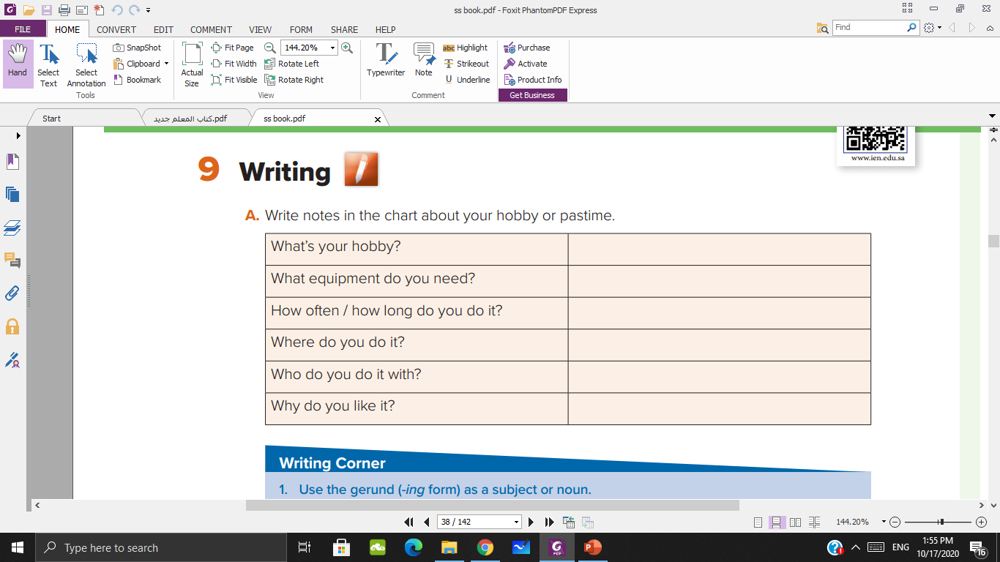 ss book.pdf - Foxit PhantomPDF Express
FILE HOME CONVERT EDIT COMMENT VIEW FORM SHARE HELP
Find
Hand
Select Text
Select Annotation
SnapShot
Clipboard
Bookmark
Tools
Actual Size
Fit Page
Fit Width
Fit Visible
144.20%
Rotate Left
Rotate Right
View
Typewriter
Note
abc Highlight
T Strikeout
U Underline
Comment
Purchase
Activate
Product Info
Get Business
Start
كتاب المعلم جديد.pdf
ss book.pdf
www.ien.edu.sa
9 Writing
A. Write notes in the chart about your hobby or pastime.
What's your hobby?
What equipment do you need?
How often / how long do you do it?
Where do you do it?
Who do you do it with?
Why do you like it?
Writing Corner
1. Use the gerund (-ing form) as a subject or noun.
38 / 142
144.20%
Type here to search
ENG
1:55 PM
10/17/2020
16